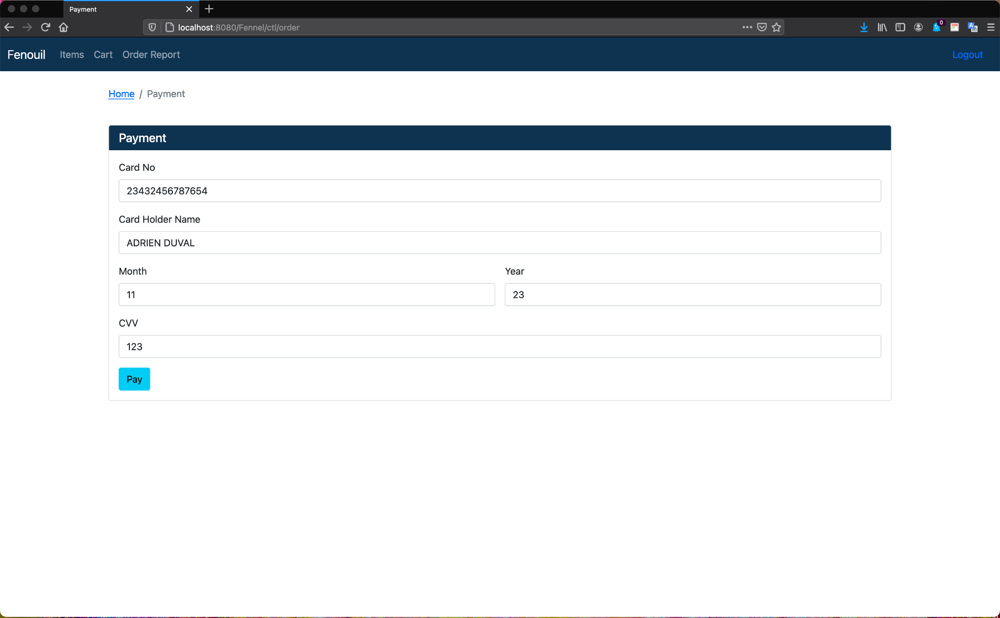 Payment
localhost:8080/Fennel/ctl/order
0
Fenouil Items Cart Order Report Logout
Home / Payment
Payment
Card No
23432456787654
Card Holder Name
ADRIEN DUVAL
Month Year
11 23
CVV
123
Pay